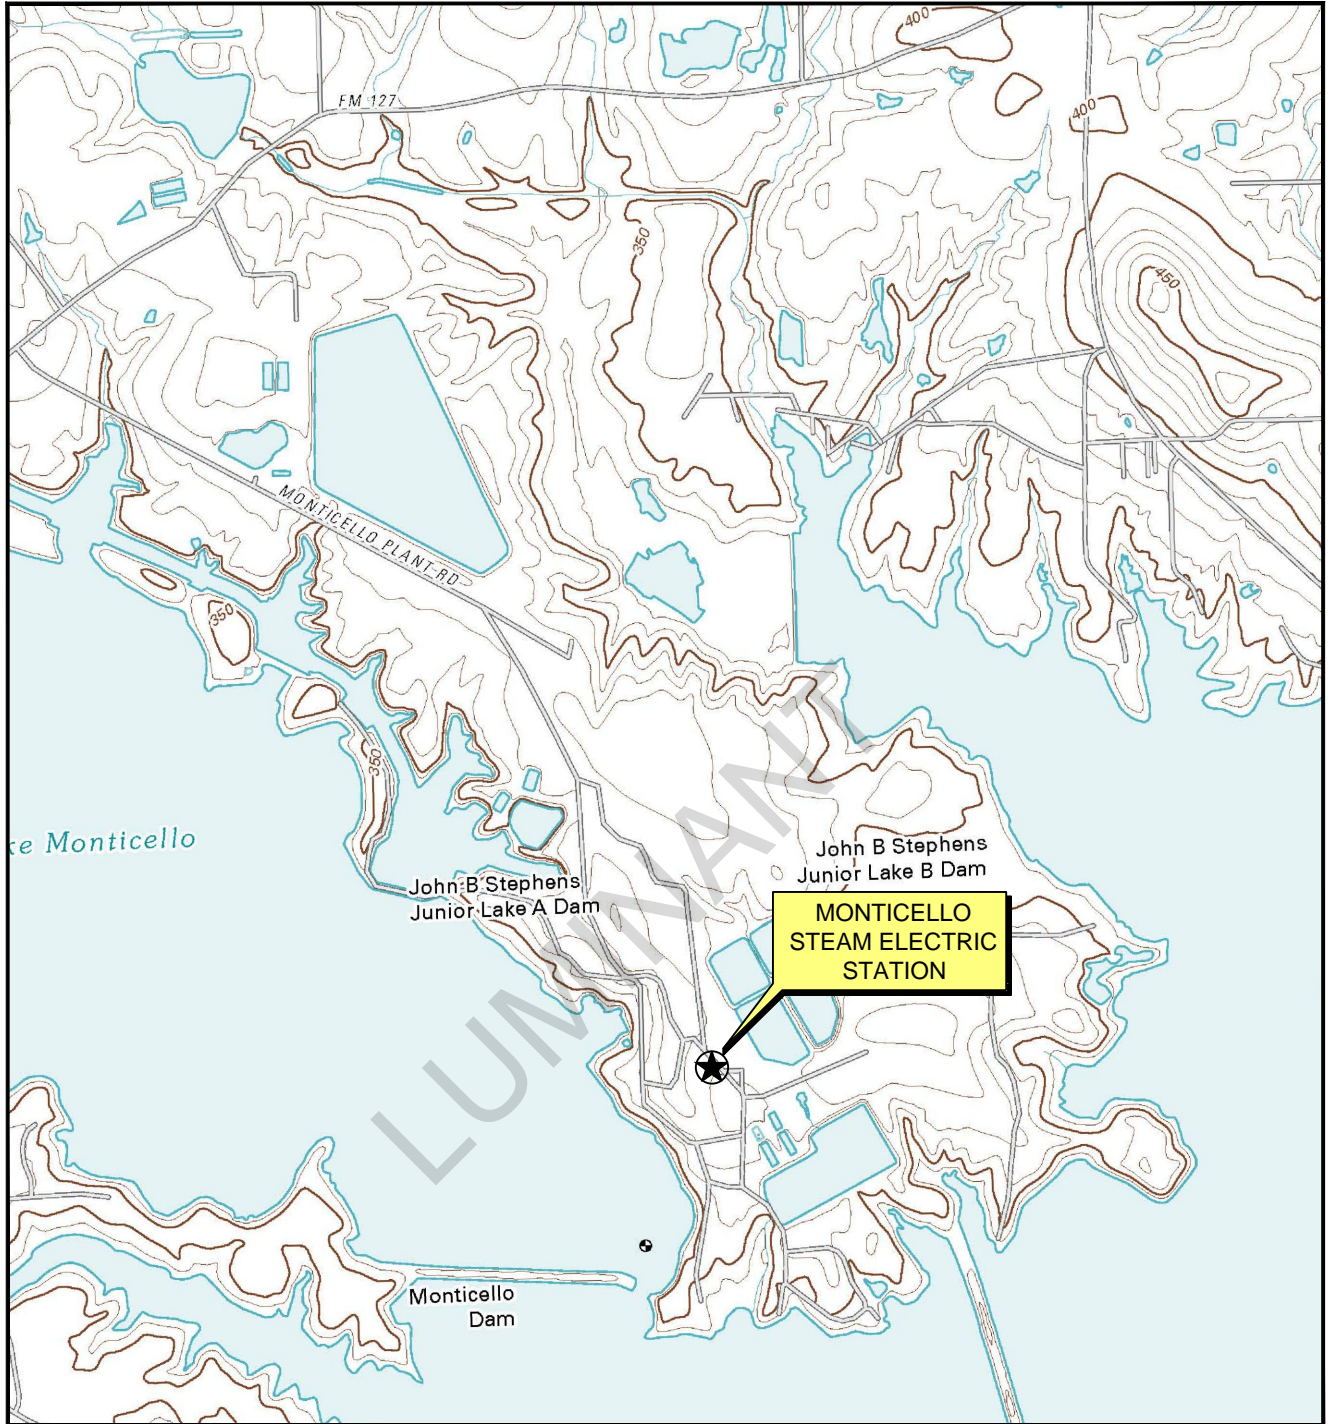 400
FM 127
400
350
450
MONTICELLO PLANT RD
350
350
ke Monticello
John B Stephens
Junior Lake B Dam
John B Stephens
Junior Lake A Dam
MONTICELLO
STEAM ELECTRIC
STATION
LUMINANT
Monticello
Dam